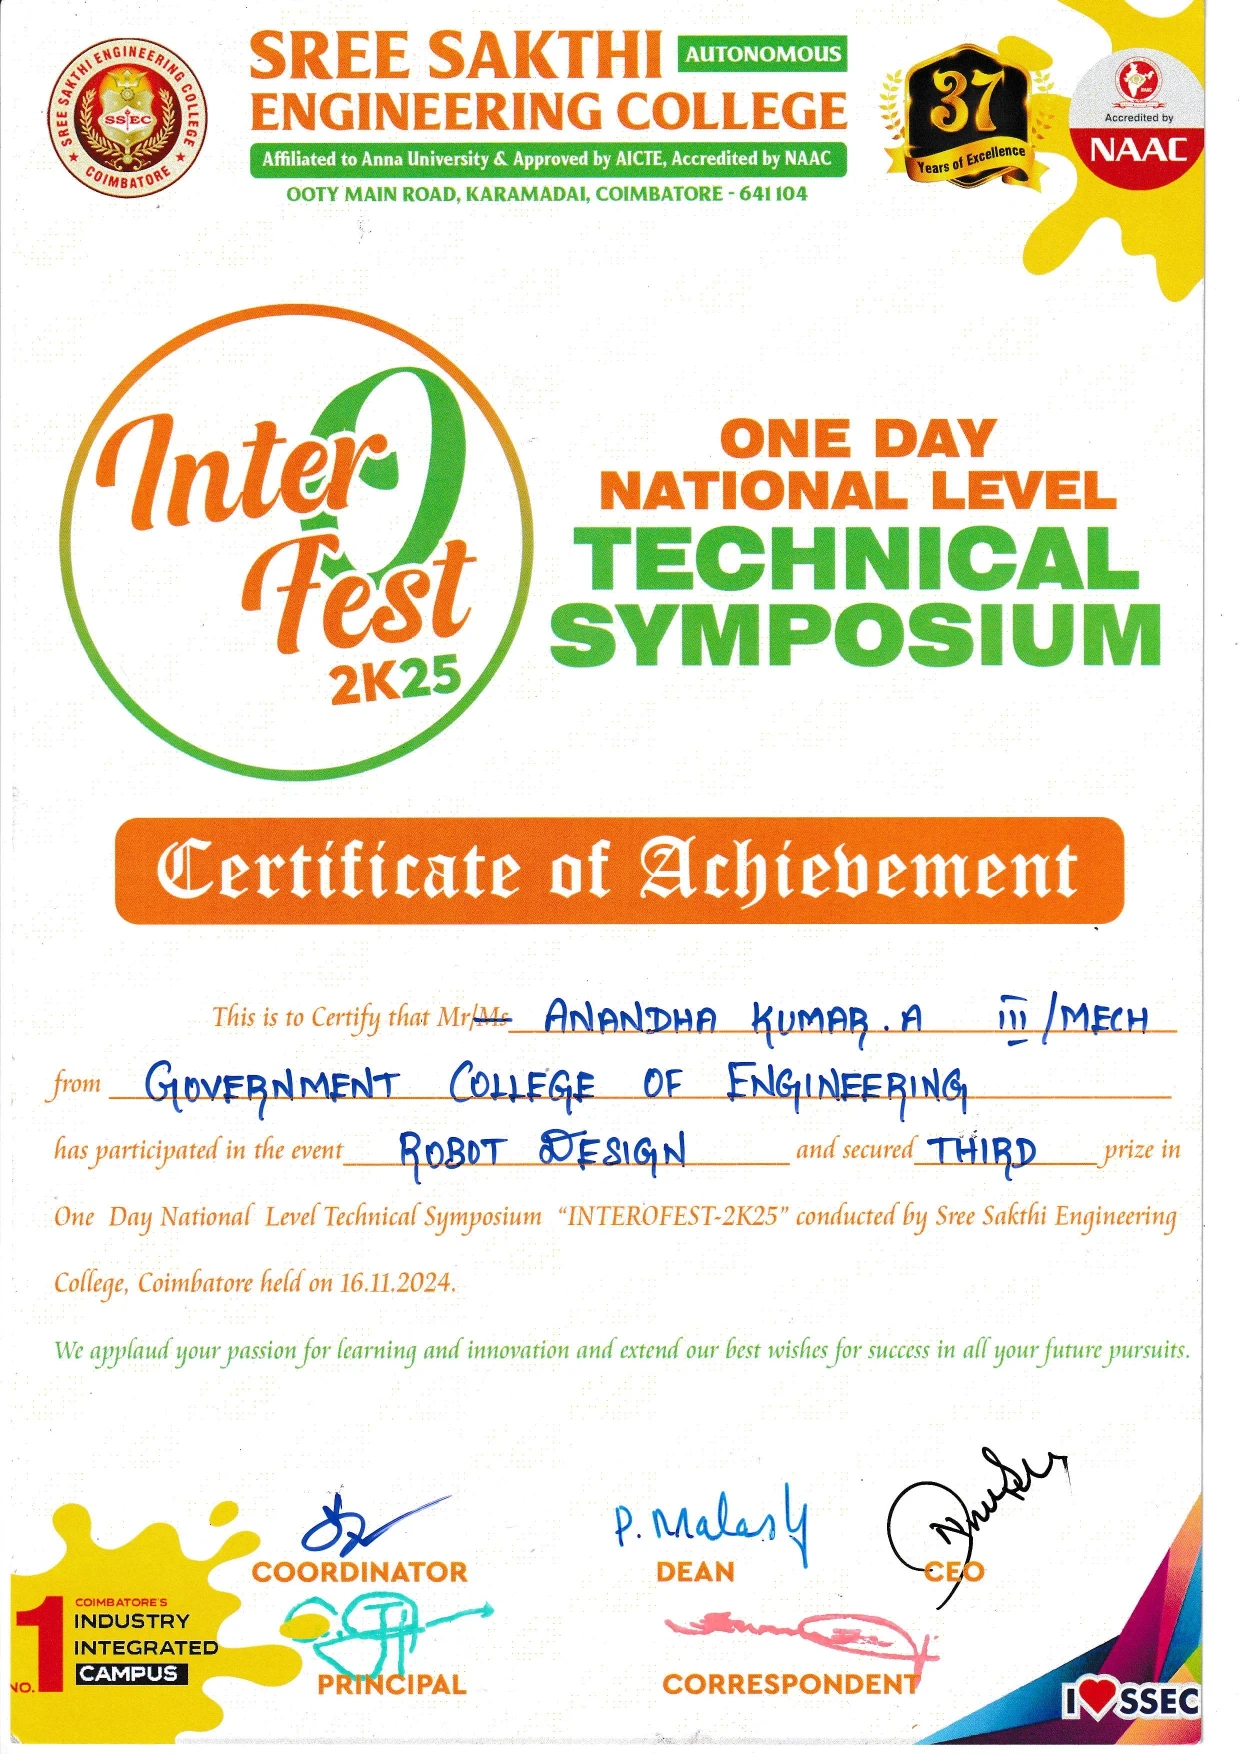 SREE SAKTHI ENGINEERING COLLEGE
SSEC
COIMBATORE
SREE SAKTHI AUTONOMOUS
ENGINEERING COLLEGE
Affiliated to Anna University & Approved by AICTE, Accredited by NAAC
OOTY MAIN ROAD, KARAMADAI, COIMBATORE - 641 104
37
Years of Excellence
Accredited by
NAAC
InterO
Fest
2K25
ONE DAY
NATIONAL LEVEL
TECHNICAL
SYMPOSIUM
Certificate of Achievement
This is to Certify that Mr/Ms ANANDHA KUMAR . A III / MECH
from GOVERNMENT COLLEGE OF ENGINEERING
has participated in the event ROBOT DESIGN and secured THIRD prize in
One Day National Level Technical Symposium “INTEROFEST-2K25” conducted by Sree Sakthi Engineering
College, Coimbatore held on 16.11.2024.
We applaud your passion for learning and innovation and extend our best wishes for success in all your future pursuits.
COORDINATOR
DEAN
CEO
PRINCIPAL
CORRESPONDENT
NO.1
COIMBATORE'S
INDUSTRY
INTEGRATED
CAMPUS
I ❤ SSEC